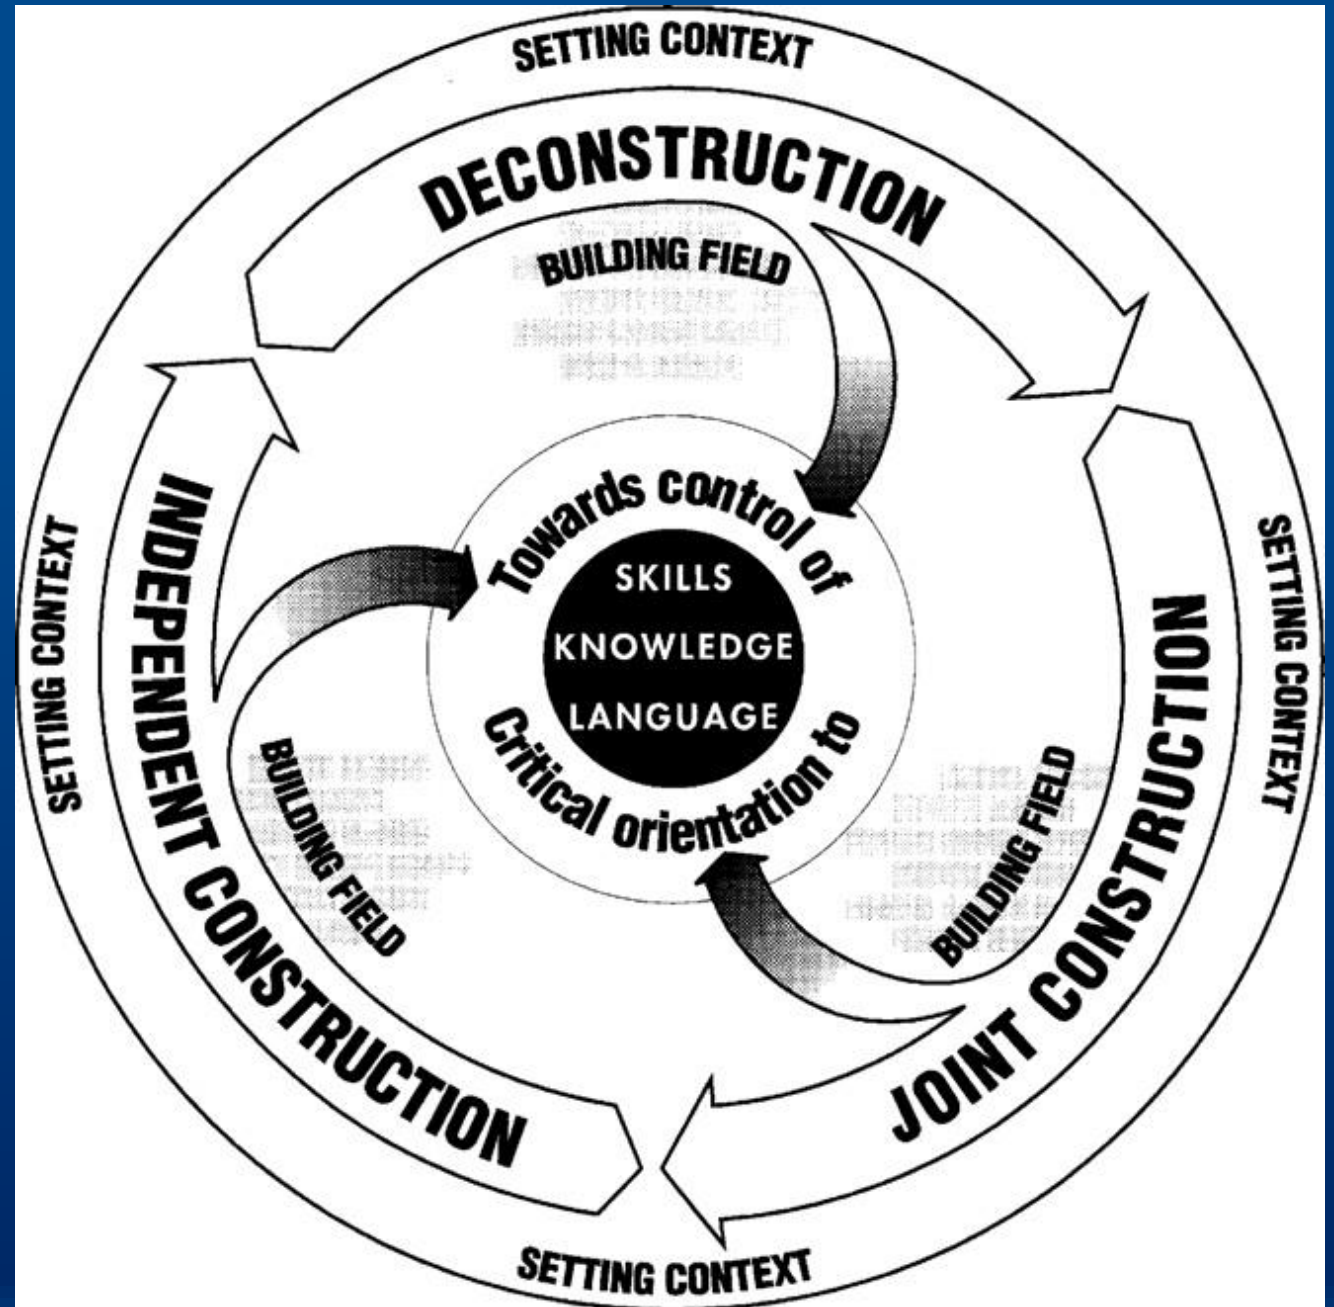 SETTING CONTEXT
DECONSTRUCTION
BUILDING FIELD
Towards control of
SKILLS
KNOWLEDGE
LANGUAGE
Critical orientation to
INDEPENDENT CONSTRUCTION
SETTING CONTEXT
BUILDING FIELD
JOINT CONSTRUCTION
SETTING CONTEXT
BUILDING FIELD
SETTING CONTEXT